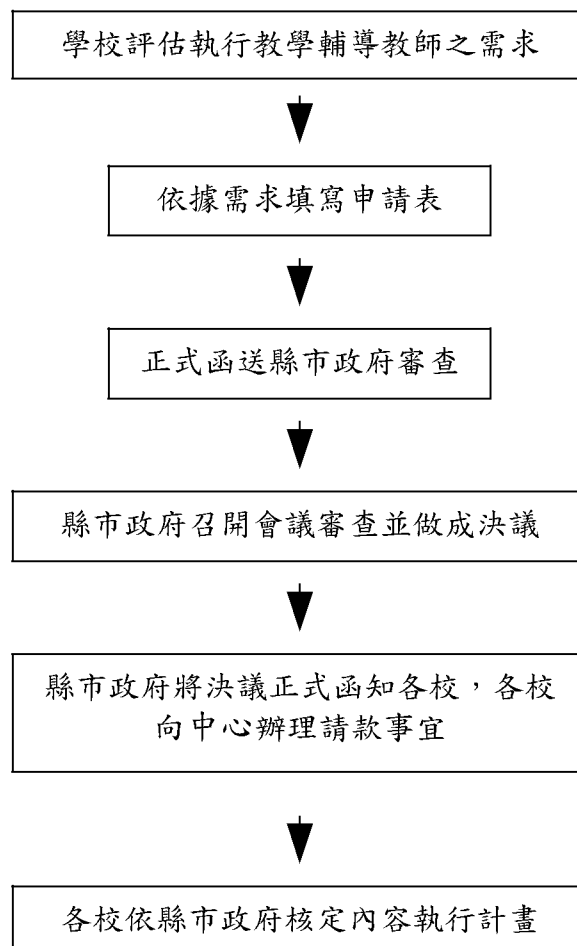 學校評估執行教學輔導教師之需求
依據需求填寫申請表
正式函送縣市政府審查
縣市政府召開會議審查並做成決議
縣市政府將決議正式函知各校，各校
向中心辦理請款事宜
各校依縣市政府核定內容執行計畫